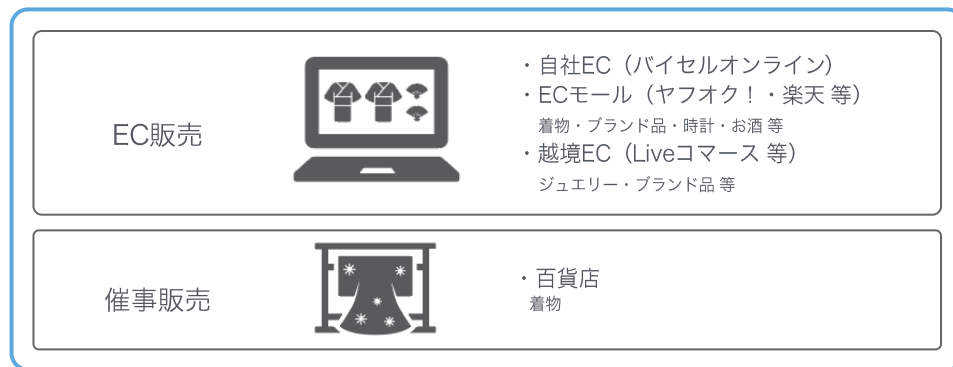 EC販売
・自社EC（バイセルオンライン）
・ECモール（ヤフオク！・楽天 等）
着物・ブランド品・時計・お酒 等
・越境EC（Liveコマース 等）
ジュエリー・ブランド品 等
催事販売
・百貨店
着物